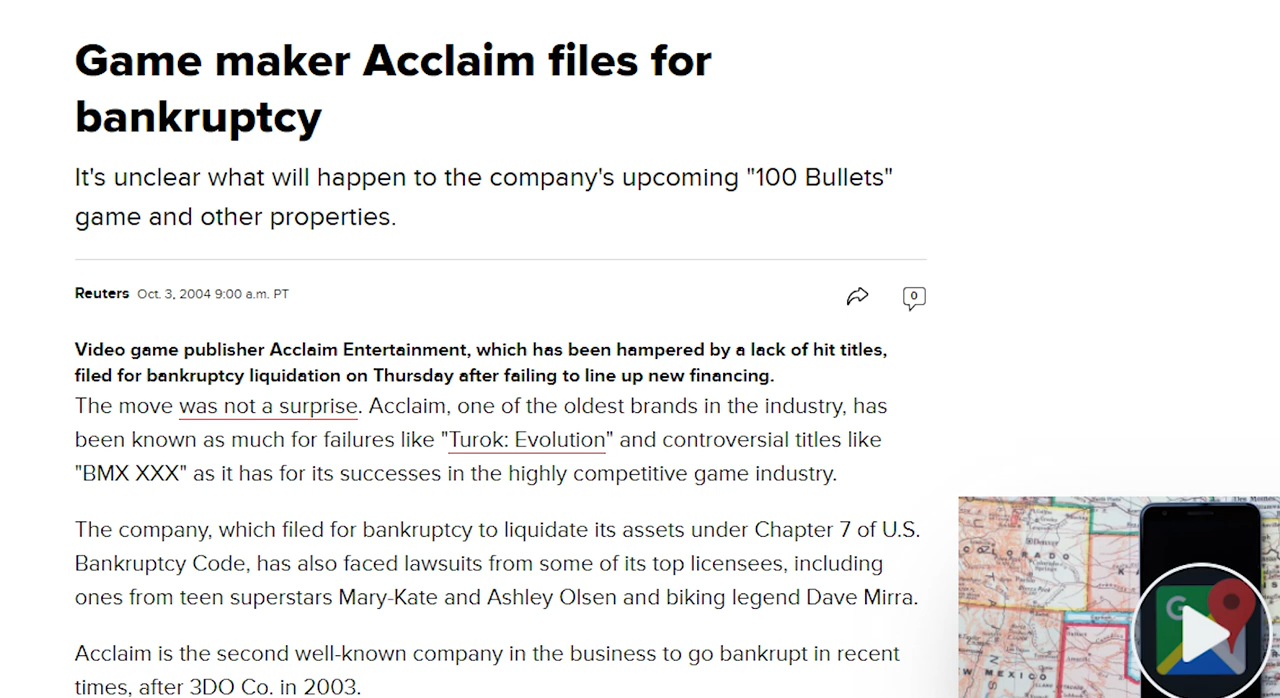 Game maker Acclaim files for
bankruptcy
It's unclear what will happen to the company's upcoming "100 Bullets"
game and other properties.
Reuters Oct. 3, 2004 9:00 a.m. PT
0
Video game publisher Acclaim Entertainment, which has been hampered by a lack of hit titles,
filed for bankruptcy liquidation on Thursday after failing to line up new financing.
The move was not a surprise. Acclaim, one of the oldest brands in the industry, has
been known as much for failures like "Turok: Evolution" and controversial titles like
"BMX XXX" as it has for its successes in the highly competitive game industry.
The company, which filed for bankruptcy to liquidate its assets under Chapter 7 of U.S.
Bankruptcy Code, has also faced lawsuits from some of its top licensees, including
ones from teen superstars Mary-Kate and Ashley Olsen and biking legend Dave Mirra.
Acclaim is the second well-known company in the business to go bankrupt in recent
times, after 3DO Co. in 2003.
Denver
COLORADO
G
W MEXICO